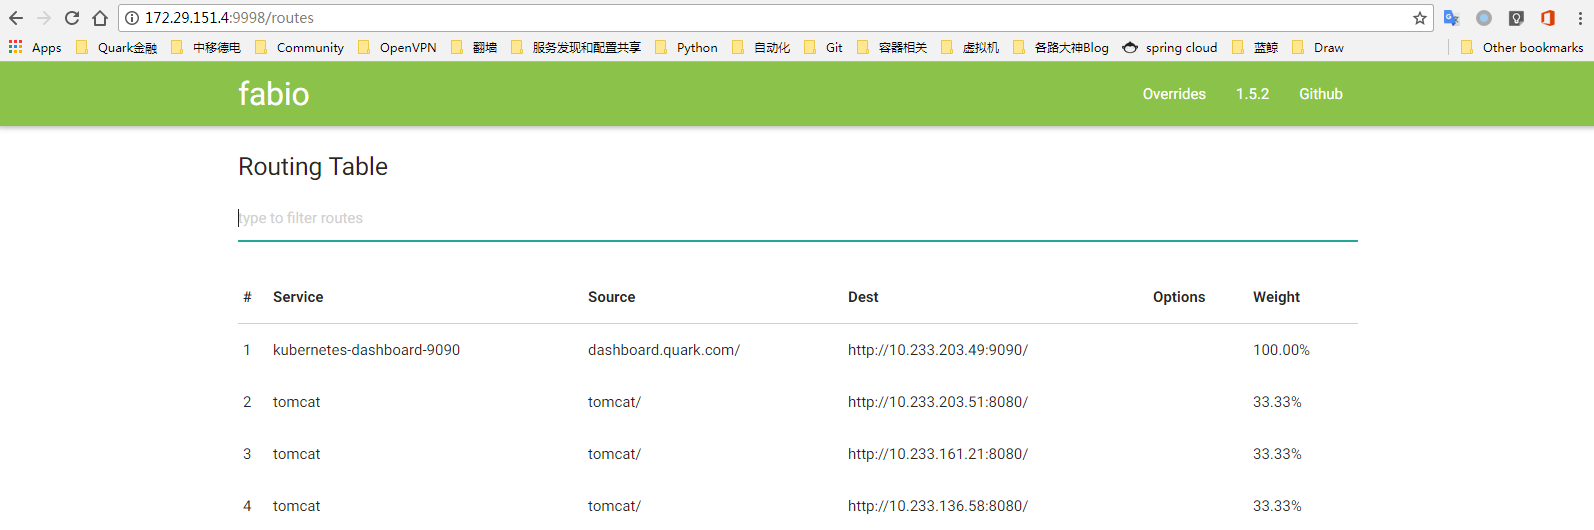 172.29.151.4:9998/routes
Apps Quark金融 中移德电 Community OpenVPN 翻墙 服务发现和配置共享 Python 自动化 Git 容器相关 虚拟机 各路大神Blog spring cloud 蓝鲸 Draw Other bookmarks
fabio Overrides 1.5.2 Github
Routing Table
type to filter routes
# Service Source Dest Options Weight
1 kubernetes-dashboard-9090 dashboard.quark.com/ http://10.233.203.49:9090/ 100.00%
2 tomcat tomcat/ http://10.233.203.51:8080/ 33.33%
3 tomcat tomcat/ http://10.233.161.21:8080/ 33.33%
4 tomcat tomcat/ http://10.233.136.58:8080/ 33.33%